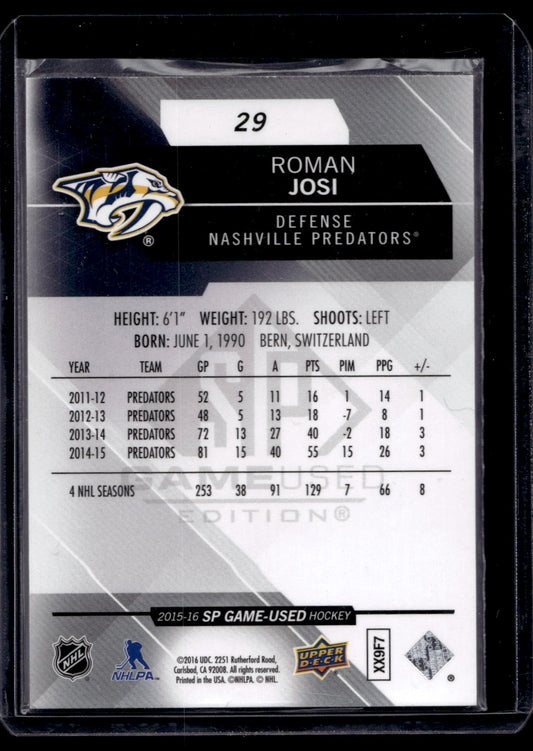 29
ROMAN
JOSI
DEFENSE
NASHVILLE PREDATORS®
®
HEIGHT: 6'1" WEIGHT: 192 LBS. SHOOTS: LEFT
BORN: JUNE 1, 1990 BERN, SWITZERLAND
YEAR TEAM GP G A PTS PIM PPG +/-
2011-12 PREDATORS 52 5 11 16 1 14 1
2012-13 PREDATORS 48 5 13 18 -7 8 1
2013-14 PREDATORS 72 13 27 40 -2 18 3
2014-15 PREDATORS 81 15 40 55 15 26 3
4 NHL SEASONS 253 38 91 129 7 66 8
SP
GAME USED
EDITION®
2015-16 SP GAME-USED HOCKEY
NHL
NHLPA
©2016 UDC. 2251 Rutherford Road,
Carlsbad, CA 92008. All rights reserved.
Printed in the USA. ©NHLPA. © NHL.
UPPER
DECK
XX9F7
®